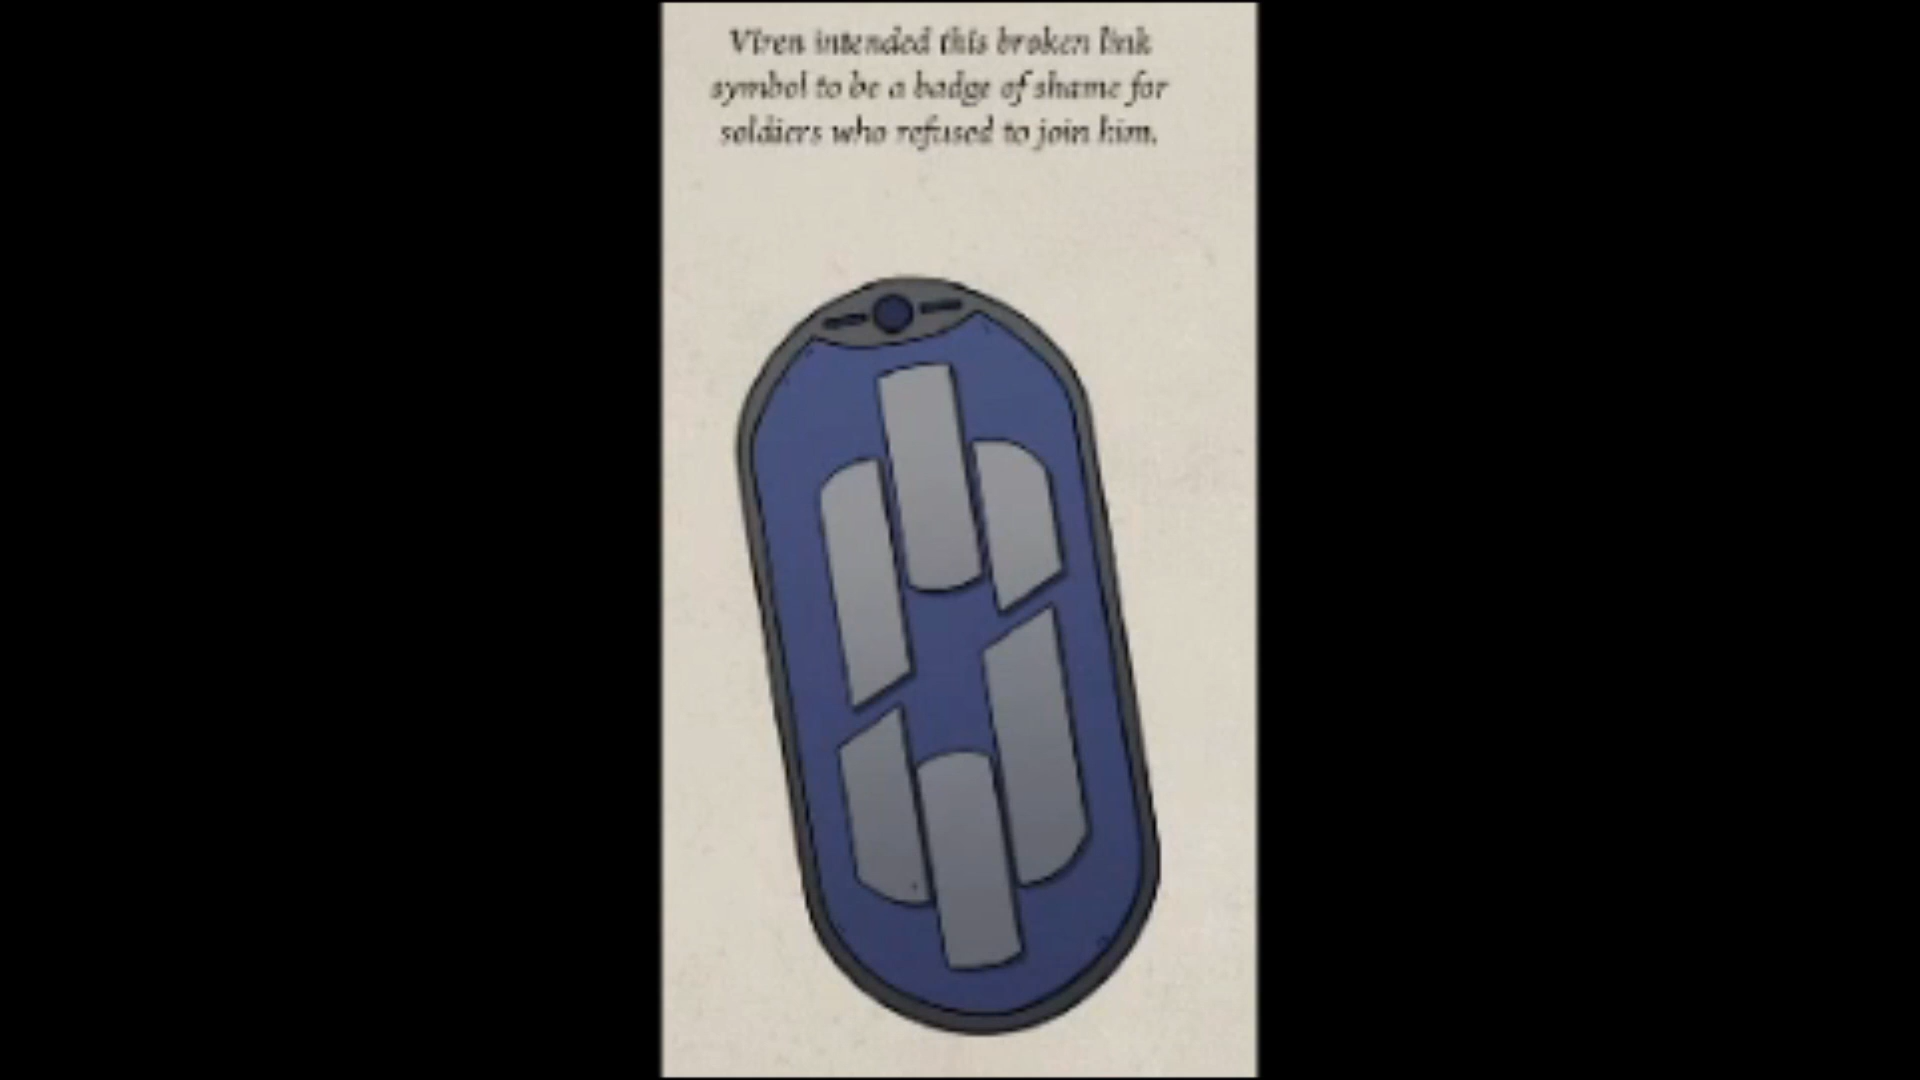 Viren intended this broken link
symbol to be a badge of shame for
soldiers who refused to join him.